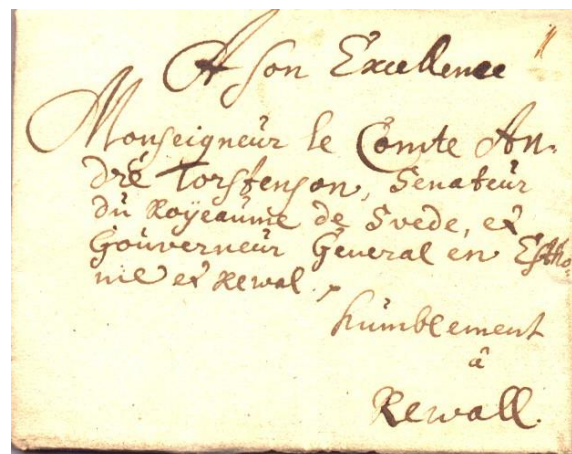 A Son Excellence
Monseigneur le Comte An-
dré Torstenson, Senateur
du Royeaume de Svede, et
Gouverneur General en Estho-
nie et Rewal.
humblement
â
Rewall.